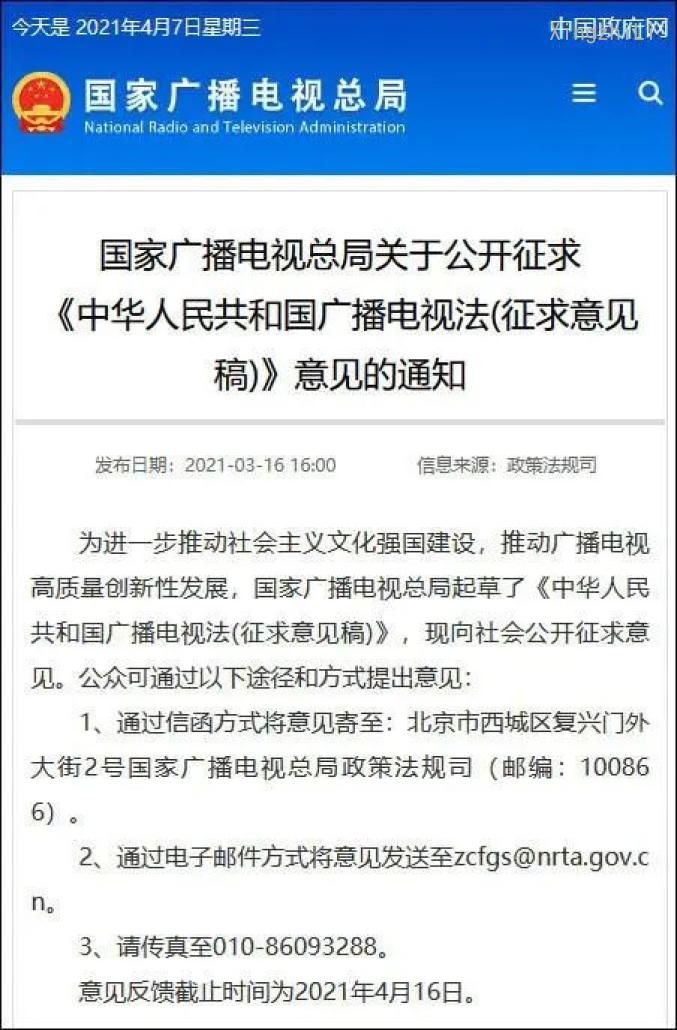 今天是 2021年4月7日星期三
中国政府网
国家广播电视总局
National Radio and Television Administration
国家广播电视总局关于公开征求
《中华人民共和国广播电视法(征求意见
稿)》意见的通知
发布日期：2021-03-16 16:00
信息来源：政策法规司
为进一步推动社会主义文化强国建设，推动广播电视
高质量创新性发展，国家广播电视总局起草了《中华人民
共和国广播电视法(征求意见稿)》，现向社会公开征求意
见。公众可通过以下途径和方式提出意见：
1、通过信函方式将意见寄至：北京市西城区复兴门外
大街2号国家广播电视总局政策法规司（邮编：10086
6）。
2、通过电子邮件方式将意见发送至zcfgs@nrta.gov.c
n。
3、请传真至010-86093288。
意见反馈截止时间为2021年4月16日。